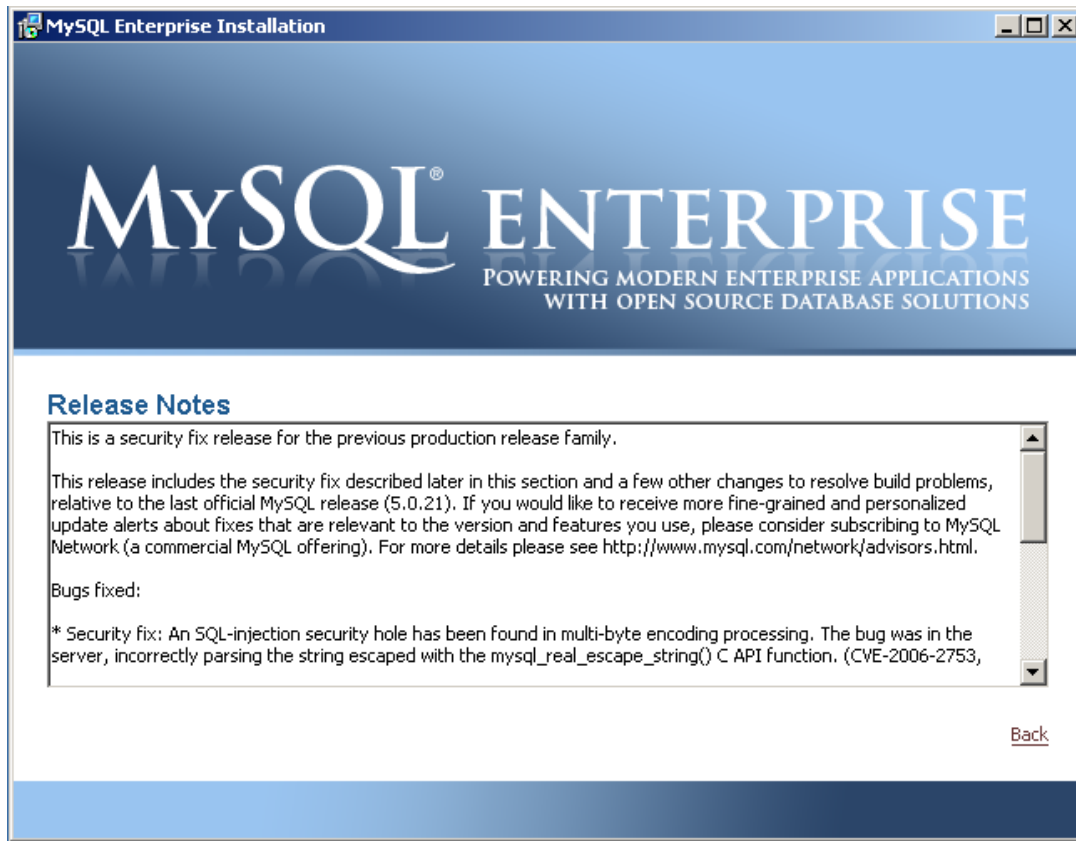 MySQL Enterprise Installation
MySQL® ENTERPRISE
POWERING MODERN ENTERPRISE APPLICATIONS
WITH OPEN SOURCE DATABASE SOLUTIONS
Release Notes
This is a security fix release for the previous production release family.
This release includes the security fix described later in this section and a few other changes to resolve build problems,
relative to the last official MySQL release (5.0.21). If you would like to receive more fine-grained and personalized
update alerts about fixes that are relevant to the version and features you use, please consider subscribing to MySQL
Network (a commercial MySQL offering). For more details please see http://www.mysql.com/network/advisors.html.
Bugs fixed:
* Security fix: An SQL-injection security hole has been found in multi-byte encoding processing. The bug was in the
server, incorrectly parsing the string escaped with the mysql_real_escape_string() C API function. (CVE-2006-2753,
Back